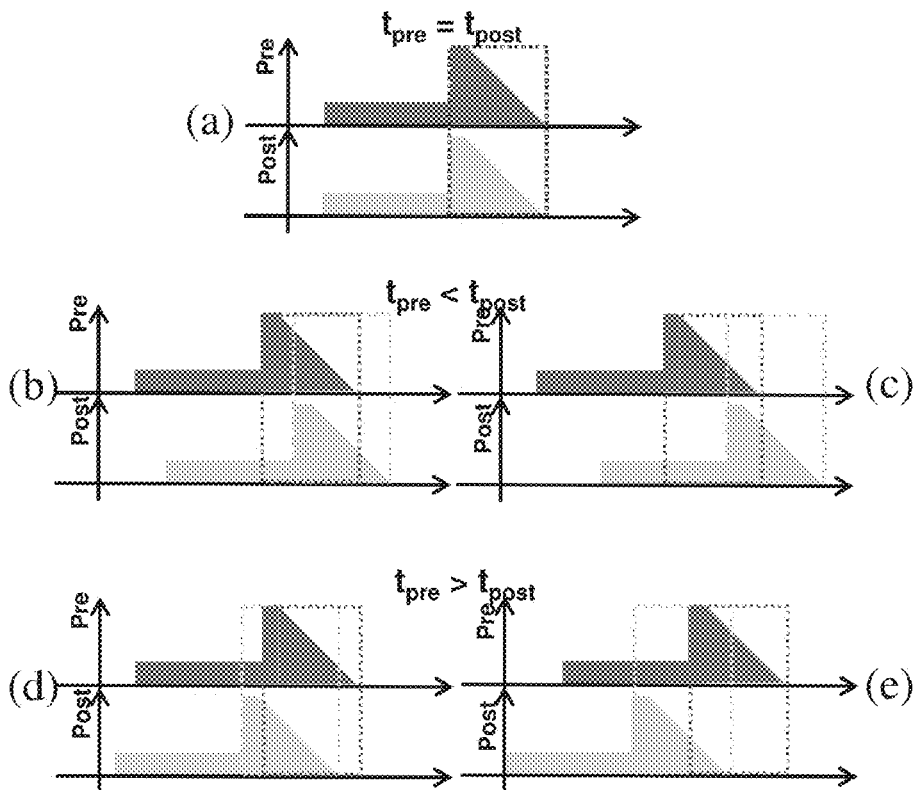 t_pre = t_post
Pre
(a)
Post
t_pre < t_post
Pre
Pre
(b)
(c)
Post
Post
t_pre > t_post
Pre
Pre
(d)
(e)
Post
Post